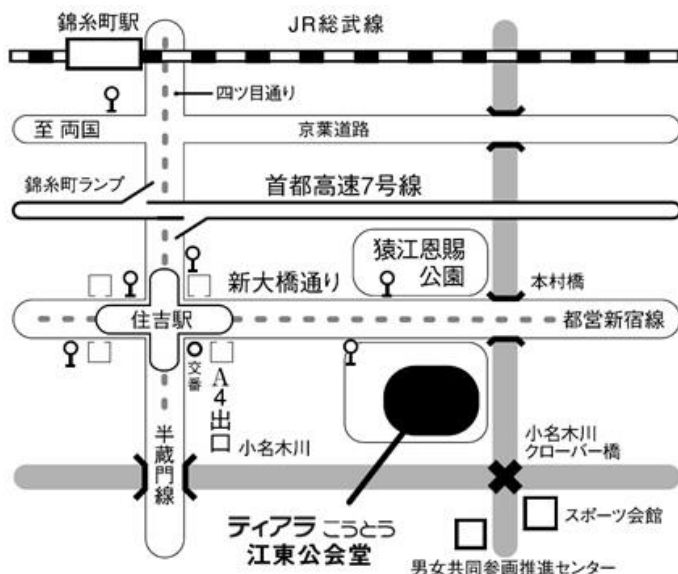 錦糸町駅
JR総武線
四ツ目通り
至 両国
京葉道路
錦糸町ランプ
首都高速7号線
猿江恩賜
公園
新大橋通り
本村橋
住吉駅
都営新宿線
交番
A4出口
半蔵門線
小名木川
小名木川
クローバー橋
スポーツ会館
ティアラ こうとう
江東公会堂
男女共同参画推進センター